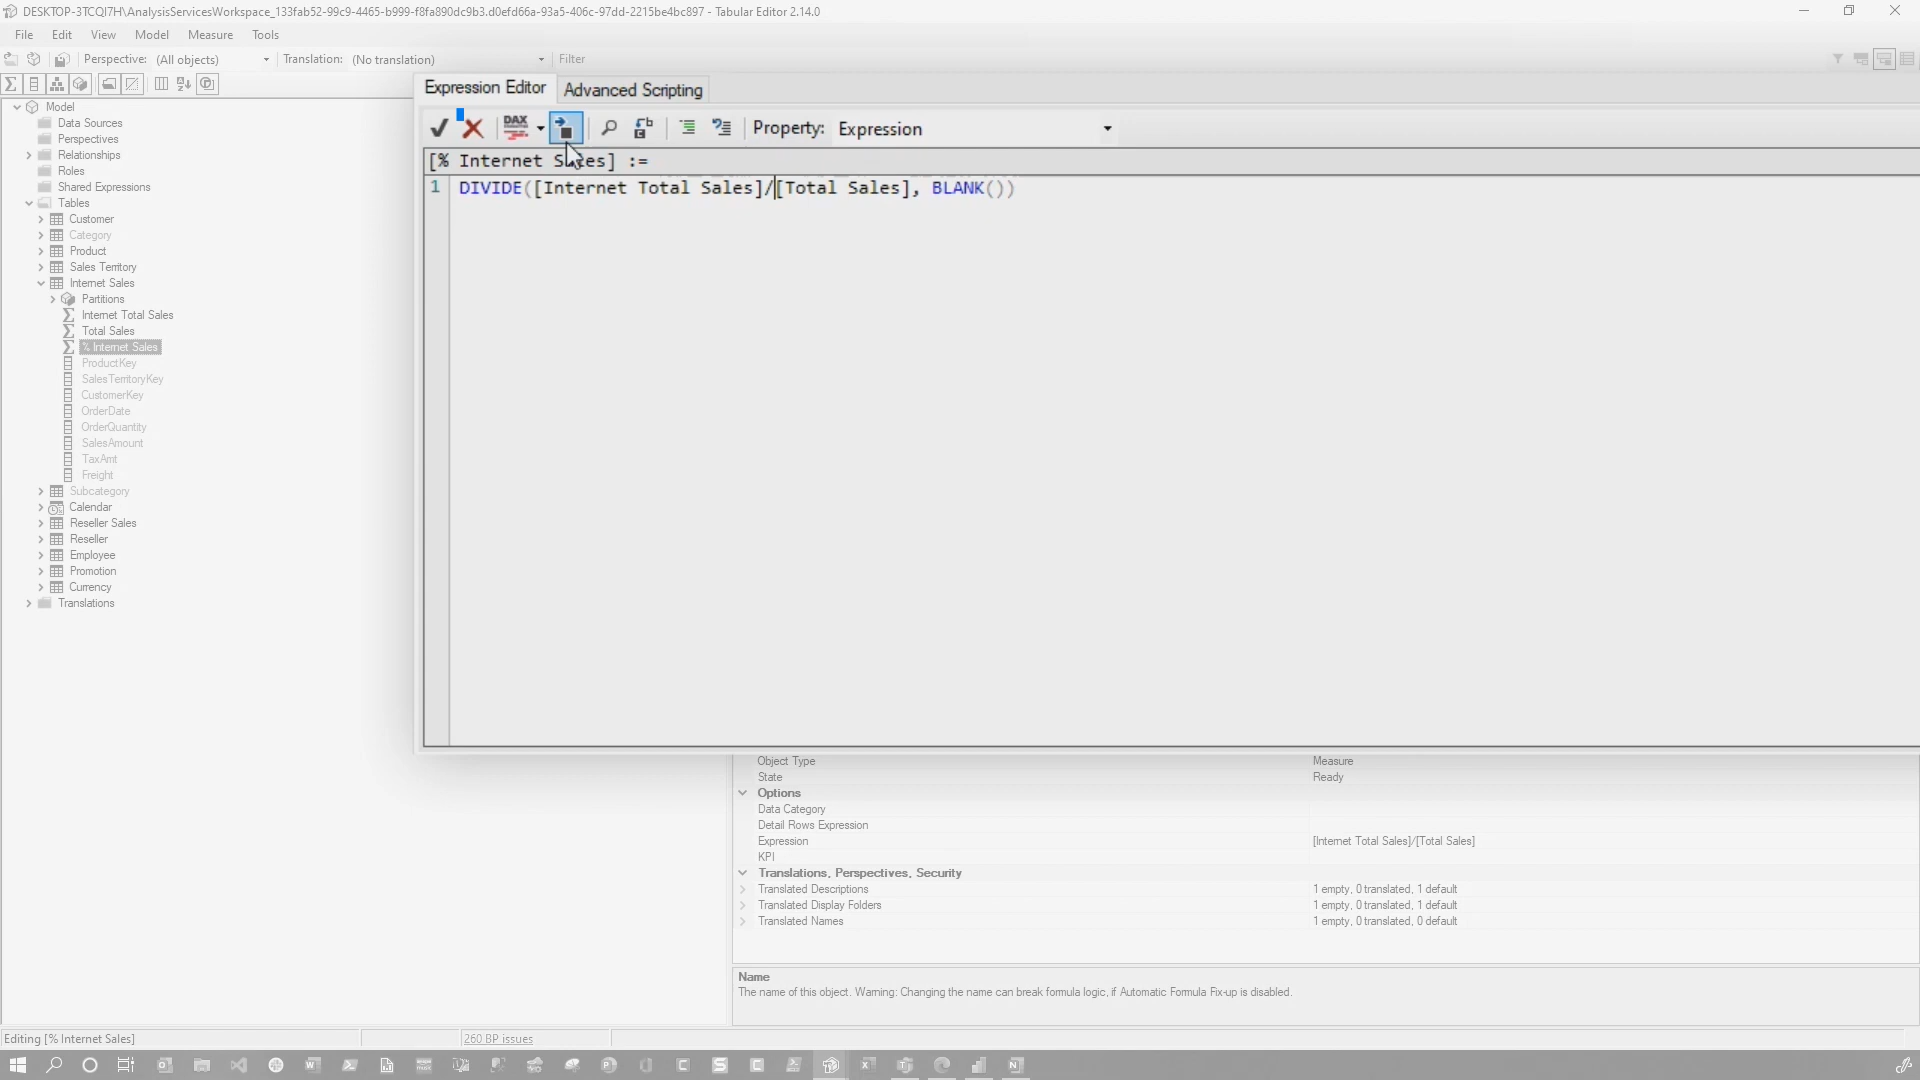 DESKTOP-3TCQI7H\AnalysisServicesWorkspace_133fab52-99c9-4465-b999-f8fa890dc9b3.d0efd66a-93a5-406c-97dd-2215be4bc897 - Tabular Editor 2.14.0
File Edit View Model Measure Tools
Perspective: (All objects) Translation: (No translation) Filter
Expression Editor Advanced Scripting
DAX Property: Expression
[% Internet Sales] :=
1 DIVIDE([Internet Total Sales]/[Total Sales], BLANK())
Model
Data Sources
Perspectives
Relationships
Roles
Shared Expressions
Tables
Customer
Category
Product
Sales Territory
Internet Sales
Partitions
Internet Total Sales
Total Sales
% Internet Sales
ProductKey
SalesTerritoryKey
CustomerKey
OrderDate
OrderQuantity
SalesAmount
TaxAmt
Freight
Subcategory
Calendar
Reseller Sales
Reseller
Employee
Promotion
Currency
Translations
Object Type Measure
State Ready
Options
Data Category
Detail Rows Expression
Expression [Internet Total Sales]/[Total Sales]
KPI
Translations, Perspectives, Security
Translated Descriptions 1 empty, 0 translated, 1 default
Translated Display Folders 1 empty, 0 translated, 1 default
Translated Names 1 empty, 0 translated, 0 default
Name
The name of this object. Warning: Changing the name can break formula logic, if Automatic Formula Fix-up is disabled.
Editing [% Internet Sales] 260 BP issues